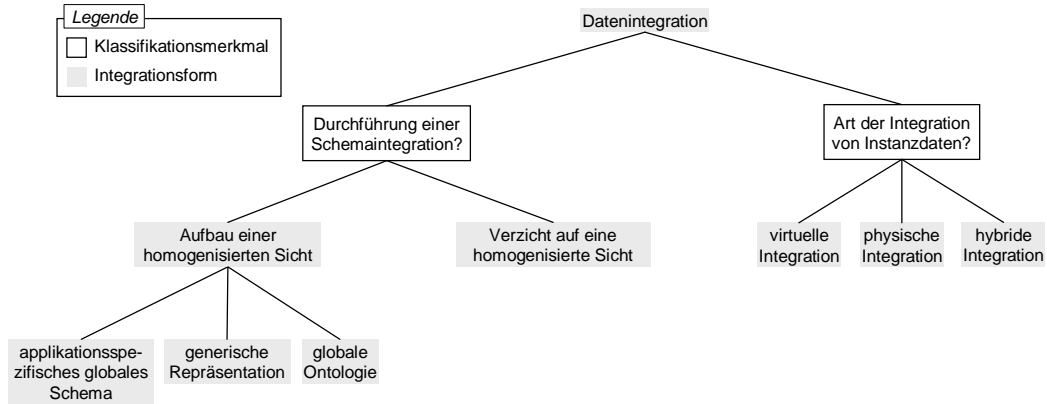 Legende
Klassifikationsmerkmal
Integrationsform
Datenintegration
Durchführung einer
Schemaintegration?
Art der Integration
von Instanzdaten?
Aufbau einer
homogenisierten Sicht
Verzicht auf eine
homogenisierte Sicht
virtuelle
Integration
physische
Integration
hybride
Integration
applikationsspe-
zifisches globales
Schema
generische
Repräsentation
globale
Ontologie